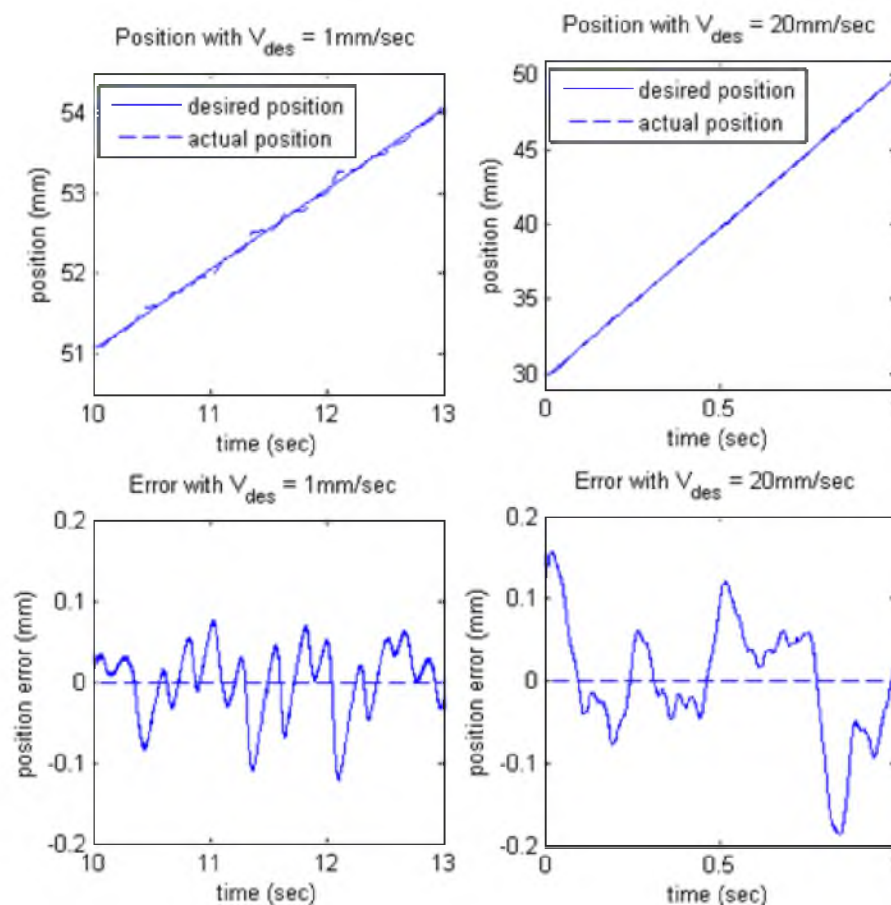 Position with V_des = 1mm/sec
desired position
actual position
54
53
52
51
position (mm)
10
11
12
13
time (sec)
Position with V_des = 20mm/sec
desired position
actual position
50
45
40
35
30
position (mm)
0
0.5
time (sec)
Error with V_des = 1mm/sec
0.2
0.1
0
-0.1
-0.2
position error (mm)
10
11
12
13
time (sec)
Error with V_des = 20mm/sec
0.2
0.1
0
-0.1
-0.2
position error (mm)
0
0.5
time (sec)